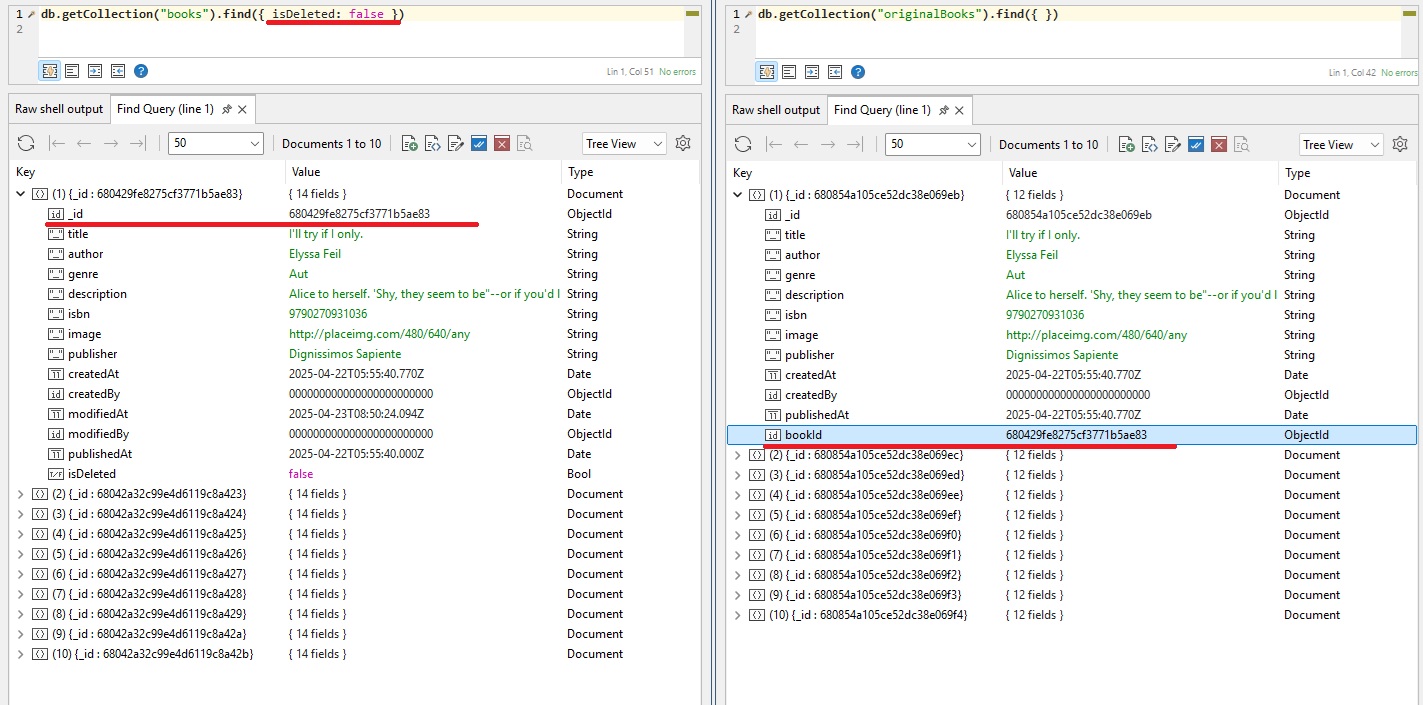 1 db.getCollection("books").find({ isDeleted: false })
2
Lin 1, Col 51 No errors
Raw shell output Find Query (line 1)
50 Documents 1 to 10 Tree View
Key Value Type
(1) {_id : 680429fe8275cf3771b5ae83} { 14 fields } Document
_id 680429fe8275cf3771b5ae83 ObjectId
title I'll try if I only. String
author Elyssa Feil String
genre Aut String
description Alice to herself. 'Shy, they seem to be"--or if you'd l String
isbn 9790270931036 String
image http://placeimg.com/480/640/any String
publisher Dignissimos Sapiente String
createdAt 2025-04-22T05:55:40.770Z Date
createdBy 000000000000000000000000 ObjectId
modifiedAt 2025-04-23T08:50:24.094Z Date
modifiedBy 000000000000000000000000 ObjectId
publishedAt 2025-04-22T05:55:40.000Z Date
isDeleted false Bool
(2) {_id : 68042a32c99e4d6119c8a423} { 14 fields } Document
(3) {_id : 68042a32c99e4d6119c8a424} { 14 fields } Document
(4) {_id : 68042a32c99e4d6119c8a425} { 14 fields } Document
(5) {_id : 68042a32c99e4d6119c8a426} { 14 fields } Document
(6) {_id : 68042a32c99e4d6119c8a427} { 14 fields } Document
(7) {_id : 68042a32c99e4d6119c8a428} { 14 fields } Document
(8) {_id : 68042a32c99e4d6119c8a429} { 14 fields } Document
(9) {_id : 68042a32c99e4d6119c8a42a} { 14 fields } Document
(10) {_id : 68042a32c99e4d6119c8a42b} { 14 fields } Document
1 db.getCollection("originalBooks").find({ })
2
Lin 1, Col 42 No errors
Raw shell output Find Query (line 1)
50 Documents 1 to 10 Tree View
Key Value Type
(1) {_id : 680854a105ce52dc38e069eb} { 12 fields } Document
_id 680854a105ce52dc38e069eb ObjectId
title I'll try if I only. String
author Elyssa Feil String
genre Aut String
description Alice to herself. 'Shy, they seem to be"--or if you'd l String
isbn 9790270931036 String
image http://placeimg.com/480/640/any String
publisher Dignissimos Sapiente String
createdAt 2025-04-22T05:55:40.770Z Date
createdBy 000000000000000000000000 ObjectId
publishedAt 2025-04-22T05:55:40.770Z Date
bookId 680429fe8275cf3771b5ae83 ObjectId
(2) {_id : 680854a105ce52dc38e069ec} { 12 fields } Document
(3) {_id : 680854a105ce52dc38e069ed} { 12 fields } Document
(4) {_id : 680854a105ce52dc38e069ee} { 12 fields } Document
(5) {_id : 680854a105ce52dc38e069ef} { 12 fields } Document
(6) {_id : 680854a105ce52dc38e069f0} { 12 fields } Document
(7) {_id : 680854a105ce52dc38e069f1} { 12 fields } Document
(8) {_id : 680854a105ce52dc38e069f2} { 12 fields } Document
(9) {_id : 680854a105ce52dc38e069f3} { 12 fields } Document
(10) {_id : 680854a105ce52dc38e069f4} { 12 fields } Document